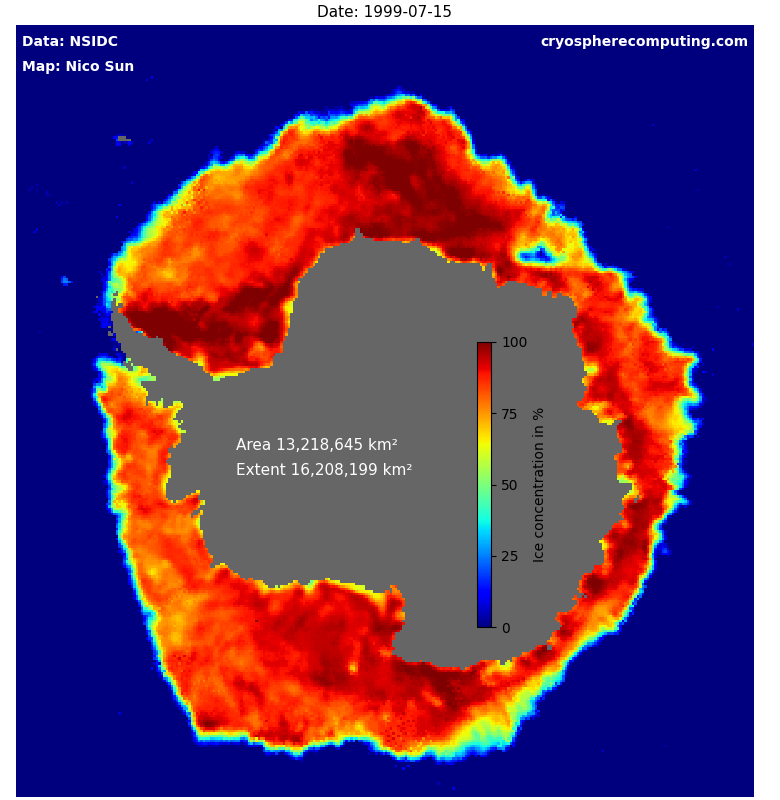 Date: 1999-07-15
Data: NSIDC
cryospherecomputing.com
Map: Nico Sun
100
75
Ice concentration in %
Area 13,218,645 km²
Extent 16,208,199 km²
50
25
0